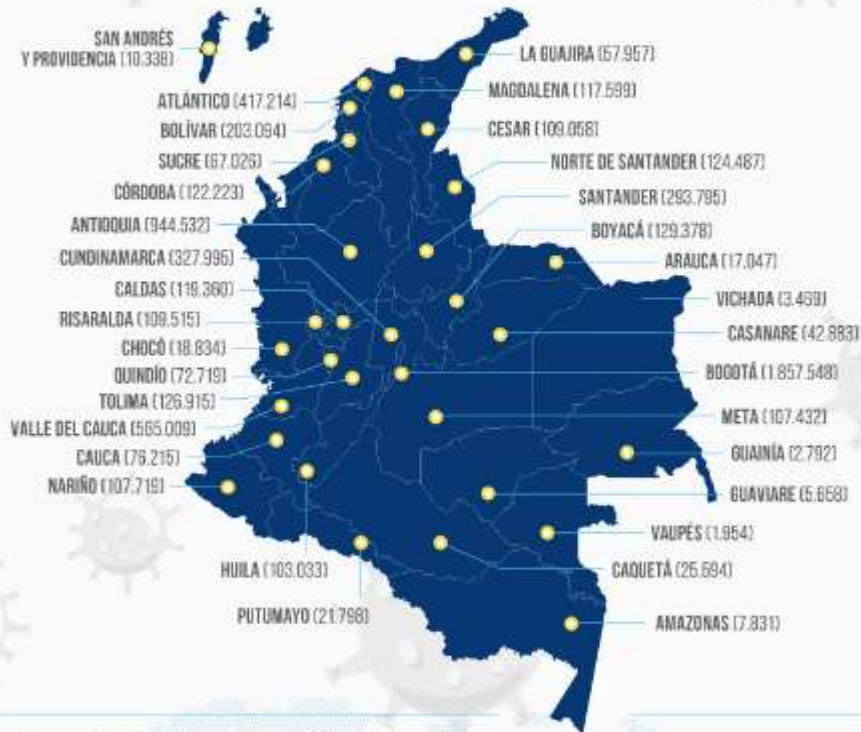 SAN ANDRÉS
Y PROVIDENCIA (10.338)
LA GUAJIRA (57.957)
ATLÁNTICO (417.214)
MAGDALENA (117.599)
BOLÍVAR (203.094)
CESAR (109.058)
SUCRE (67.026)
NORTE DE SANTANDER (124.487)
CÓRDOBA (122.223)
SANTANDER (293.795)
ANTIOQUIA (944.532)
BOYACÁ (129.378)
CUNDINAMARCA (327.995)
ARAUCA (17.047)
CALDAS (119.360)
VICHADA (3.469)
RISARALDA (109.515)
CASANARE (42.883)
CHOCÓ (18.834)
QUINDÍO (72.719)
BOGOTÁ (1.857.548)
TOLIMA (126.915)
META (107.432)
VALLE DEL CAUCA (565.009)
CAUCA (76.215)
GUAINÍA (2.792)
NARIÑO (107.719)
GUAVIARE (5.658)
VAUPÉS (1.954)
HUILA (103.033)
CAQUETÁ (25.694)
PUTUMAYO (21.798)
AMAZONAS (7.831)